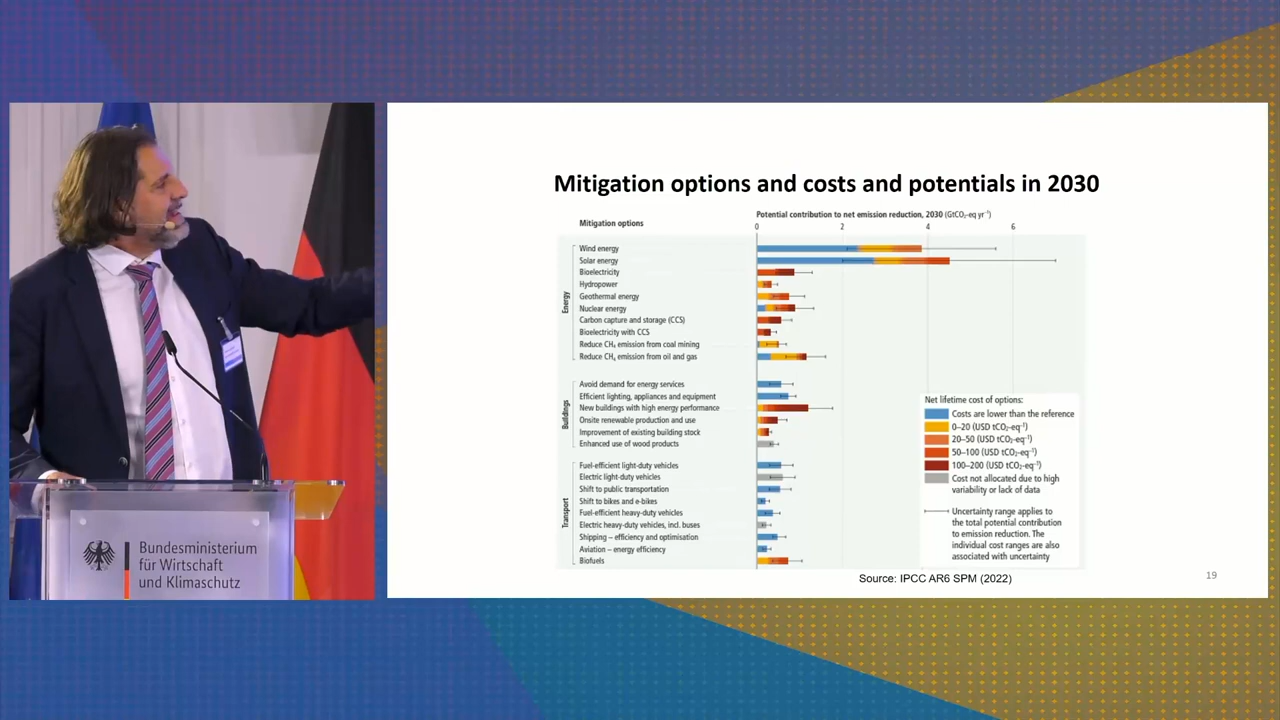 Bundesministerium
für Wirtschaft
und Klimaschutz
Mitigation options and costs and potentials in 2030
Mitigation options
Potential contribution to net emission reduction, 2030 (GtCO₂-eq yr⁻¹)
0 2 4 6
Energy
Wind energy
Solar energy
Bioelectricity
Hydropower
Geothermal energy
Nuclear energy
Carbon capture and storage (CCS)
Bioelectricity with CCS
Reduce CH₄ emission from coal mining
Reduce CH₄ emission from oil and gas
Buildings
Avoid demand for energy services
Efficient lighting, appliances and equipment
New buildings with high energy performance
Onsite renewable production and use
Improvement of existing building stock
Enhanced use of wood products
Transport
Fuel-efficient light-duty vehicles
Electric light-duty vehicles
Shift to public transportation
Shift to bikes and e-bikes
Fuel-efficient heavy-duty vehicles
Electric heavy-duty vehicles, incl. buses
Shipping – efficiency and optimisation
Aviation – energy efficiency
Biofuels
Net lifetime cost of options:
Costs are lower than the reference
0–20 (USD tCO₂-eq⁻¹)
20–50 (USD tCO₂-eq⁻¹)
50–100 (USD tCO₂-eq⁻¹)
100–200 (USD tCO₂-eq⁻¹)
Cost not allocated due to high
variability or lack of data
Uncertainty range applies to
the total potential contribution
to emission reduction. The
individual cost ranges are also
associated with uncertainty
Source: IPCC AR6 SPM (2022)
19